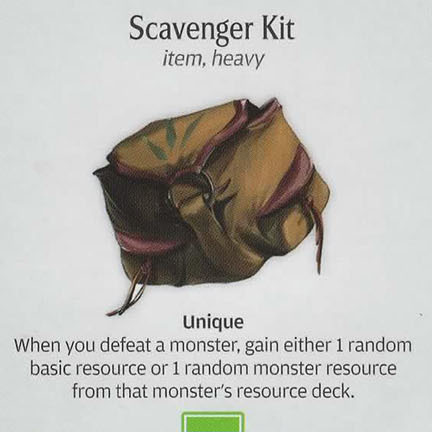 Scavenger Kit
item, heavy
Unique
When you defeat a monster, gain either 1 random
basic resource or 1 random monster resource
from that monster's resource deck.